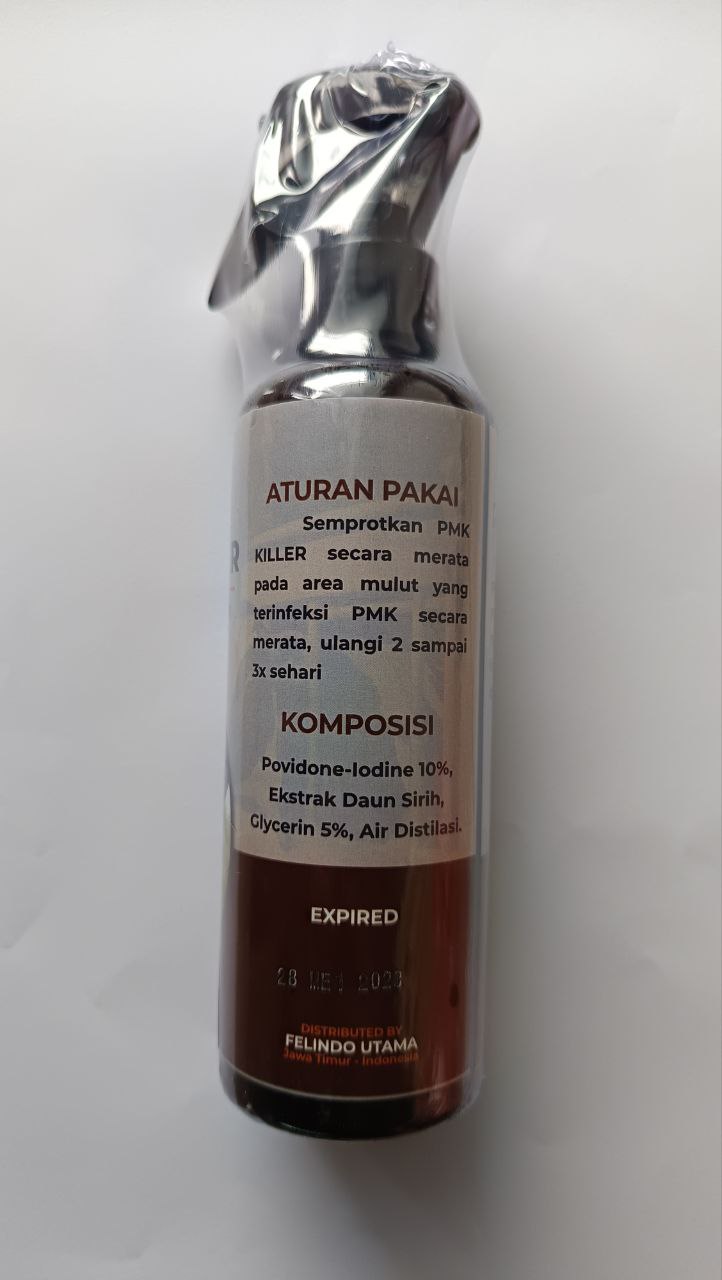 ATURAN PAKAI
Semprotkan PMK
KILLER secara merata
pada area mulut yang
terinfeksi PMK secara
merata, ulangi 2 sampai
3x sehari
KOMPOSISI
Povidone-Iodine 10%,
Ekstrak Daun Sirih,
Glycerin 5%, Air Distilasi.
EXPIRED
28 MEI 2023
DISTRIBUTED BY
FELINDO UTAMA
Jawa Timur - Indonesia
R